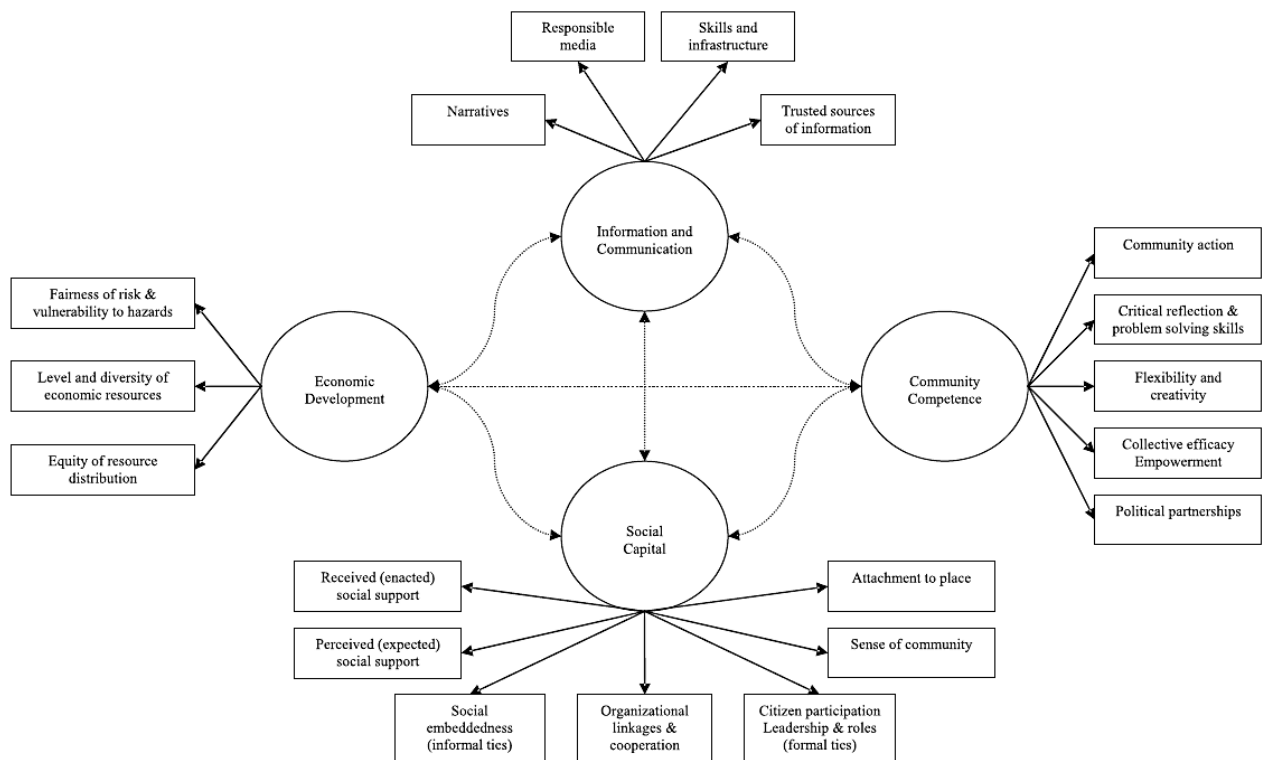 Responsible
media
Skills and
infrastructure
Narratives
Trusted sources
of information
Information and
Communication
Community action
Fairness of risk &
vulnerability to hazards
Critical reflection &
problem solving skills
Level and diversity of
economic resources
Economic
Development
Community
Competence
Flexibility and
creativity
Equity of resource
distribution
Collective efficacy
Empowerment
Political partnerships
Social
Capital
Received (enacted)
social support
Attachment to place
Perceived (expected)
social support
Sense of community
Social
embeddedness
(informal tics)
Organizational
linkages &
cooperation
Citizen participation
Leadership & roles
(formal tics)